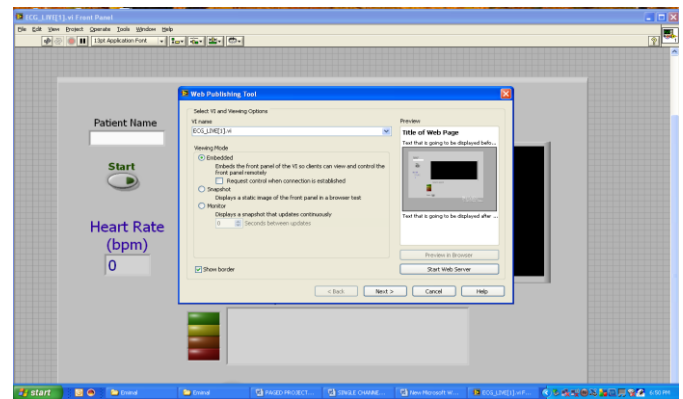 ECG_LIVE[1].vi Front Panel
File Edit View Project Operate Tools Window Help
13pt Application Font
Web Publishing Tool
Select VI and Viewing Options
VI name
ECG_LIVE[1].vi
Viewing Mode
Embedded
Embeds the front panel of the VI so clients can view and control the
front panel remotely
Request control when connection is established
Snapshot
Displays a static image of the front panel in a browser
Monitor
Displays a snapshot that updates continuously
0 Seconds between updates
Show border
Preview
Title of Web Page
Text that is going to be displayed befo...
Text that is going to be displayed after ...
Preview in Browser
Start Web Server
< Back Next > Cancel Help
Patient Name
Start
Heart Rate
(bpm)
0
start
Emmal
Emmal
PAGED PROJECT...
SINGLE CHANNE...
New Microsoft W...
ECG_LIVE[1].vi F...
6:50 PM